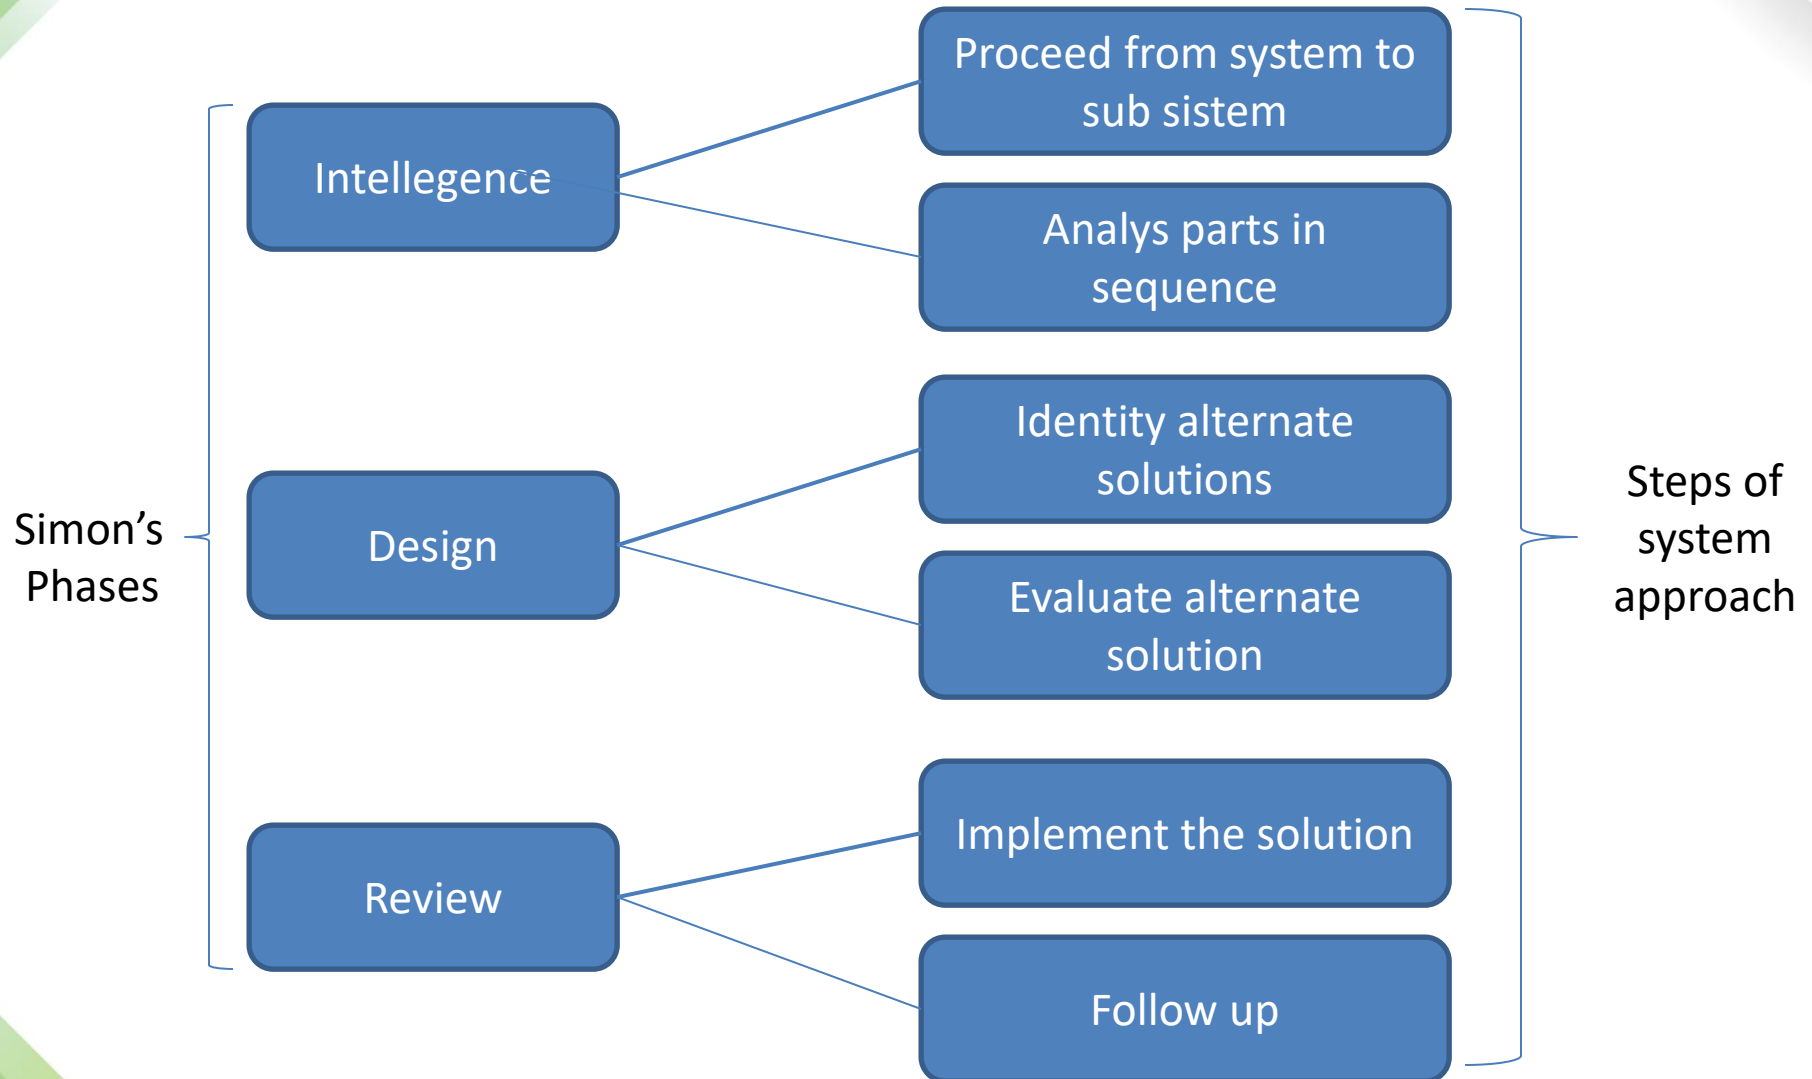 Simon’s
Phases
Intellegence
Design
Review
Proceed from system to
sub sistem
Analys parts in
sequence
Identity alternate
solutions
Evaluate alternate
solution
Implement the solution
Follow up
Steps of
system
approach